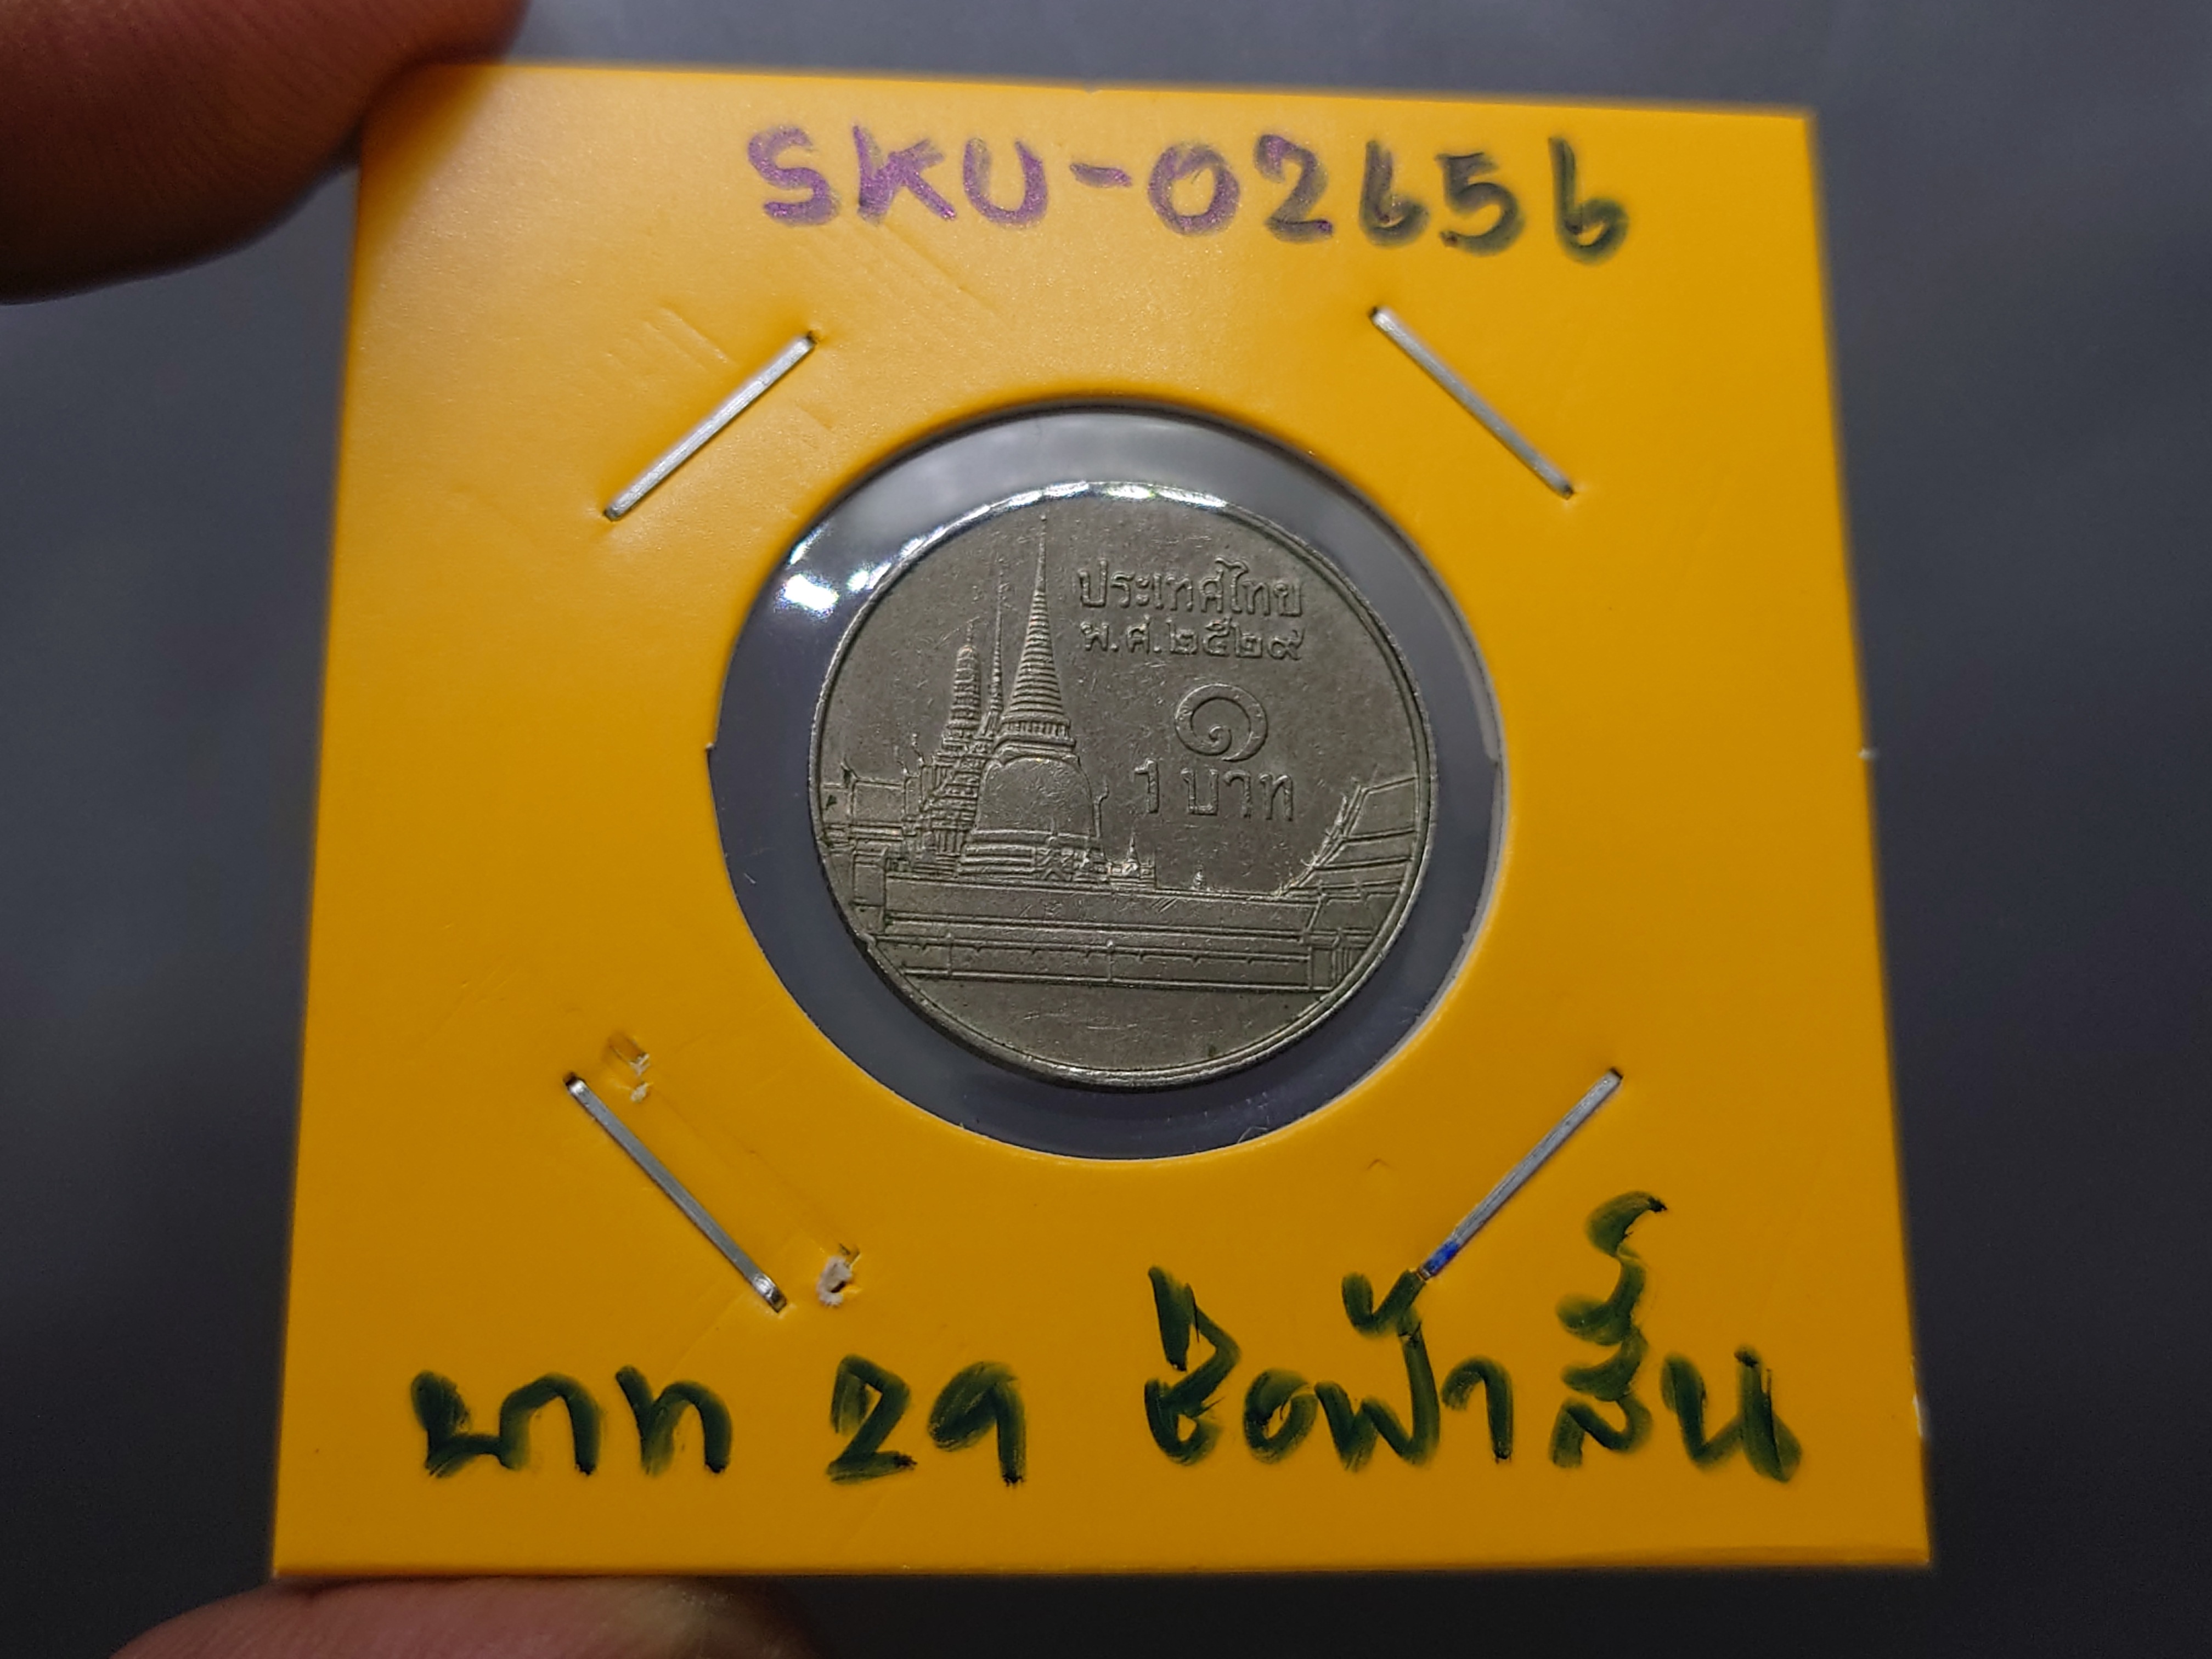 SKU-02656
ประเทศไทย
พ.ศ.๒๕๒๙
๑
1 บาท
บาท 29 ช่อฟ้าสั้น